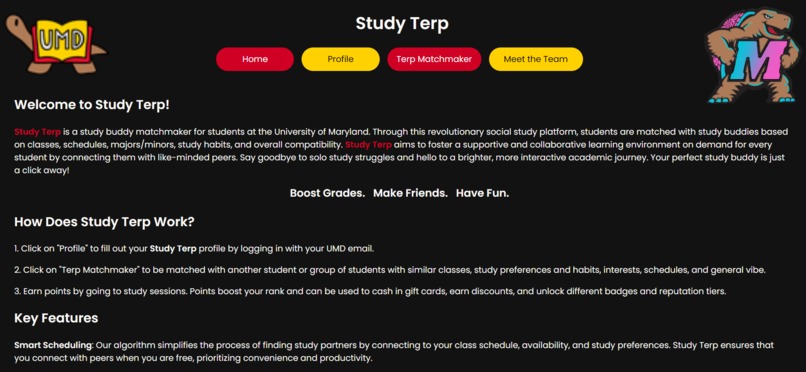 Study Terp
UMD
Home Profile Terp Matchmaker Meet the Team
M
Welcome to Study Terp!
Study Terp is a study buddy matchmaker for students at the University of Maryland. Through this revolutionary social study platform, students are matched with study buddies based
on classes, schedules, majors/minors, study habits, and overall compatibility. Study Terp aims to foster a supportive and collaborative learning environment on demand for every
student by connecting them with like-minded peers. Say goodbye to solo study struggles and hello to a brighter, more interactive academic journey. Your perfect study buddy is just
a click away!
Boost Grades. Make Friends. Have Fun.
How Does Study Terp Work?
1. Click on "Profile" to fill out your Study Terp profile by logging in with your UMD email.
2. Click on "Terp Matchmaker" to be matched with another student or group of students with similar classes, study preferences and habits, interests, schedules, and general vibe.
3. Earn points by going to study sessions. Points boost your rank and can be used to cash in gift cards, earn discounts, and unlock different badges and reputation tiers.
Key Features
Smart Scheduling: Our algorithm simplifies the process of finding study partners by connecting to your class schedule, availability, and study preferences. Study Terp ensures that
you connect with peers when you are free, prioritizing convenience and productivity.